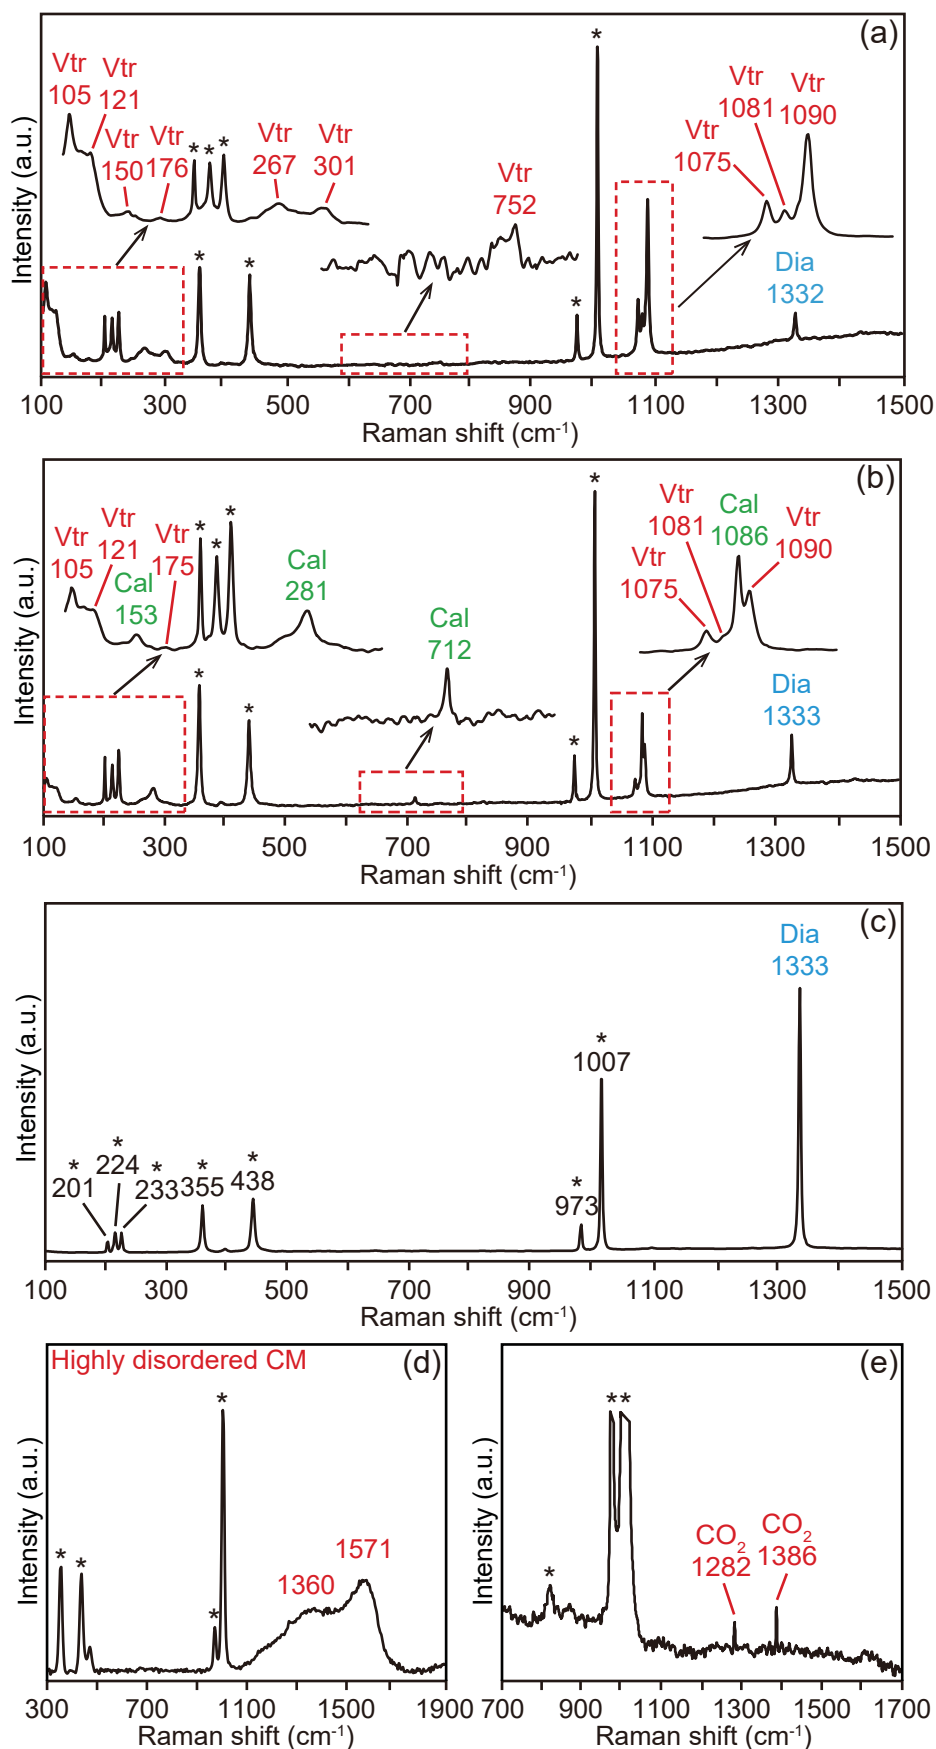 (a)
Intensity (a.u.)
Vtr
105
Vtr
121
Vtr
150
Vtr
176
* * *
Vtr
267
Vtr
301
Vtr
752
*
Vtr
1075
Vtr
1081
Vtr
1090
* * *
Dia
1332
100 300 500 700 900 1100 1300 1500
Raman shift (cm⁻¹)
(b)
Intensity (a.u.)
Vtr
105
Vtr
121
Cal
153
Vtr
175
* * *
Cal
281
Cal
712
*
Vtr
1075
Vtr
1081
Cal
1086
Vtr
1090
* * *
Dia
1333
100 300 500 700 900 1100 1300 1500
Raman shift (cm⁻¹)
(c)
Intensity (a.u.)
*
201
*
224
*
233
*
355
*
438
*
973
*
1007
Dia
1333
100 300 500 700 900 1100 1300 1500
Raman shift (cm⁻¹)
Highly disordered CM (d)
Intensity (a.u.)
* * * *
1360
1571
300 700 1100 1500 1900
Raman shift (cm⁻¹)
(e)
Intensity (a.u.)
* **
CO₂
1282
CO₂
1386
700 900 1100 1300 1500 1700
Raman shift (cm⁻¹)